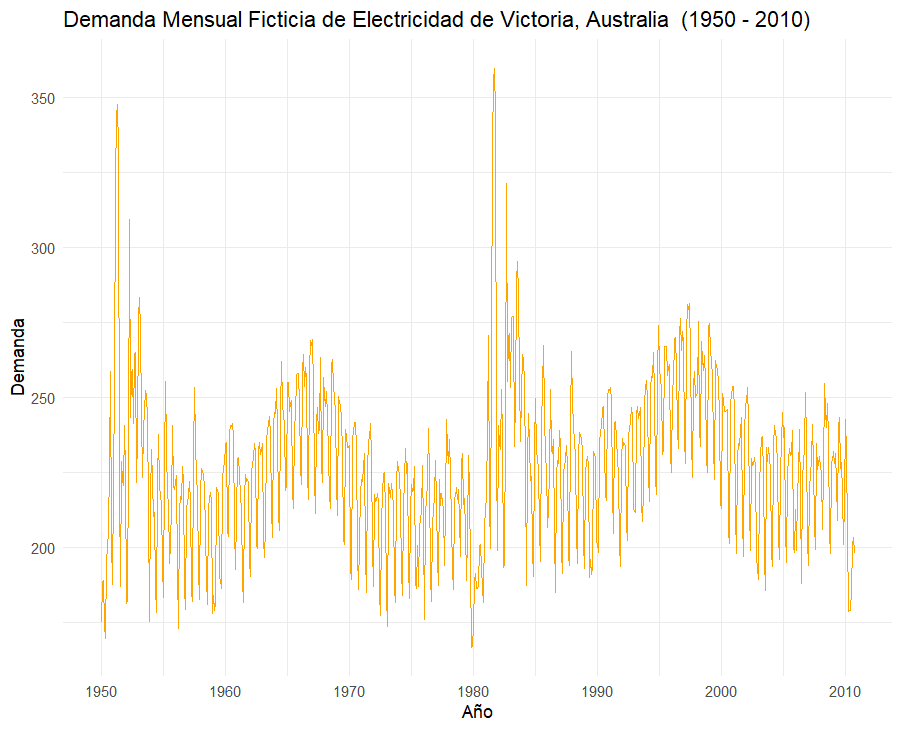 Demanda Mensual Ficticia de Electricidad de Victoria, Australia  (1950 - 2010)
350
300
250
200
Demanda
1950 1960 1970 1980 1990 2000 2010
Año